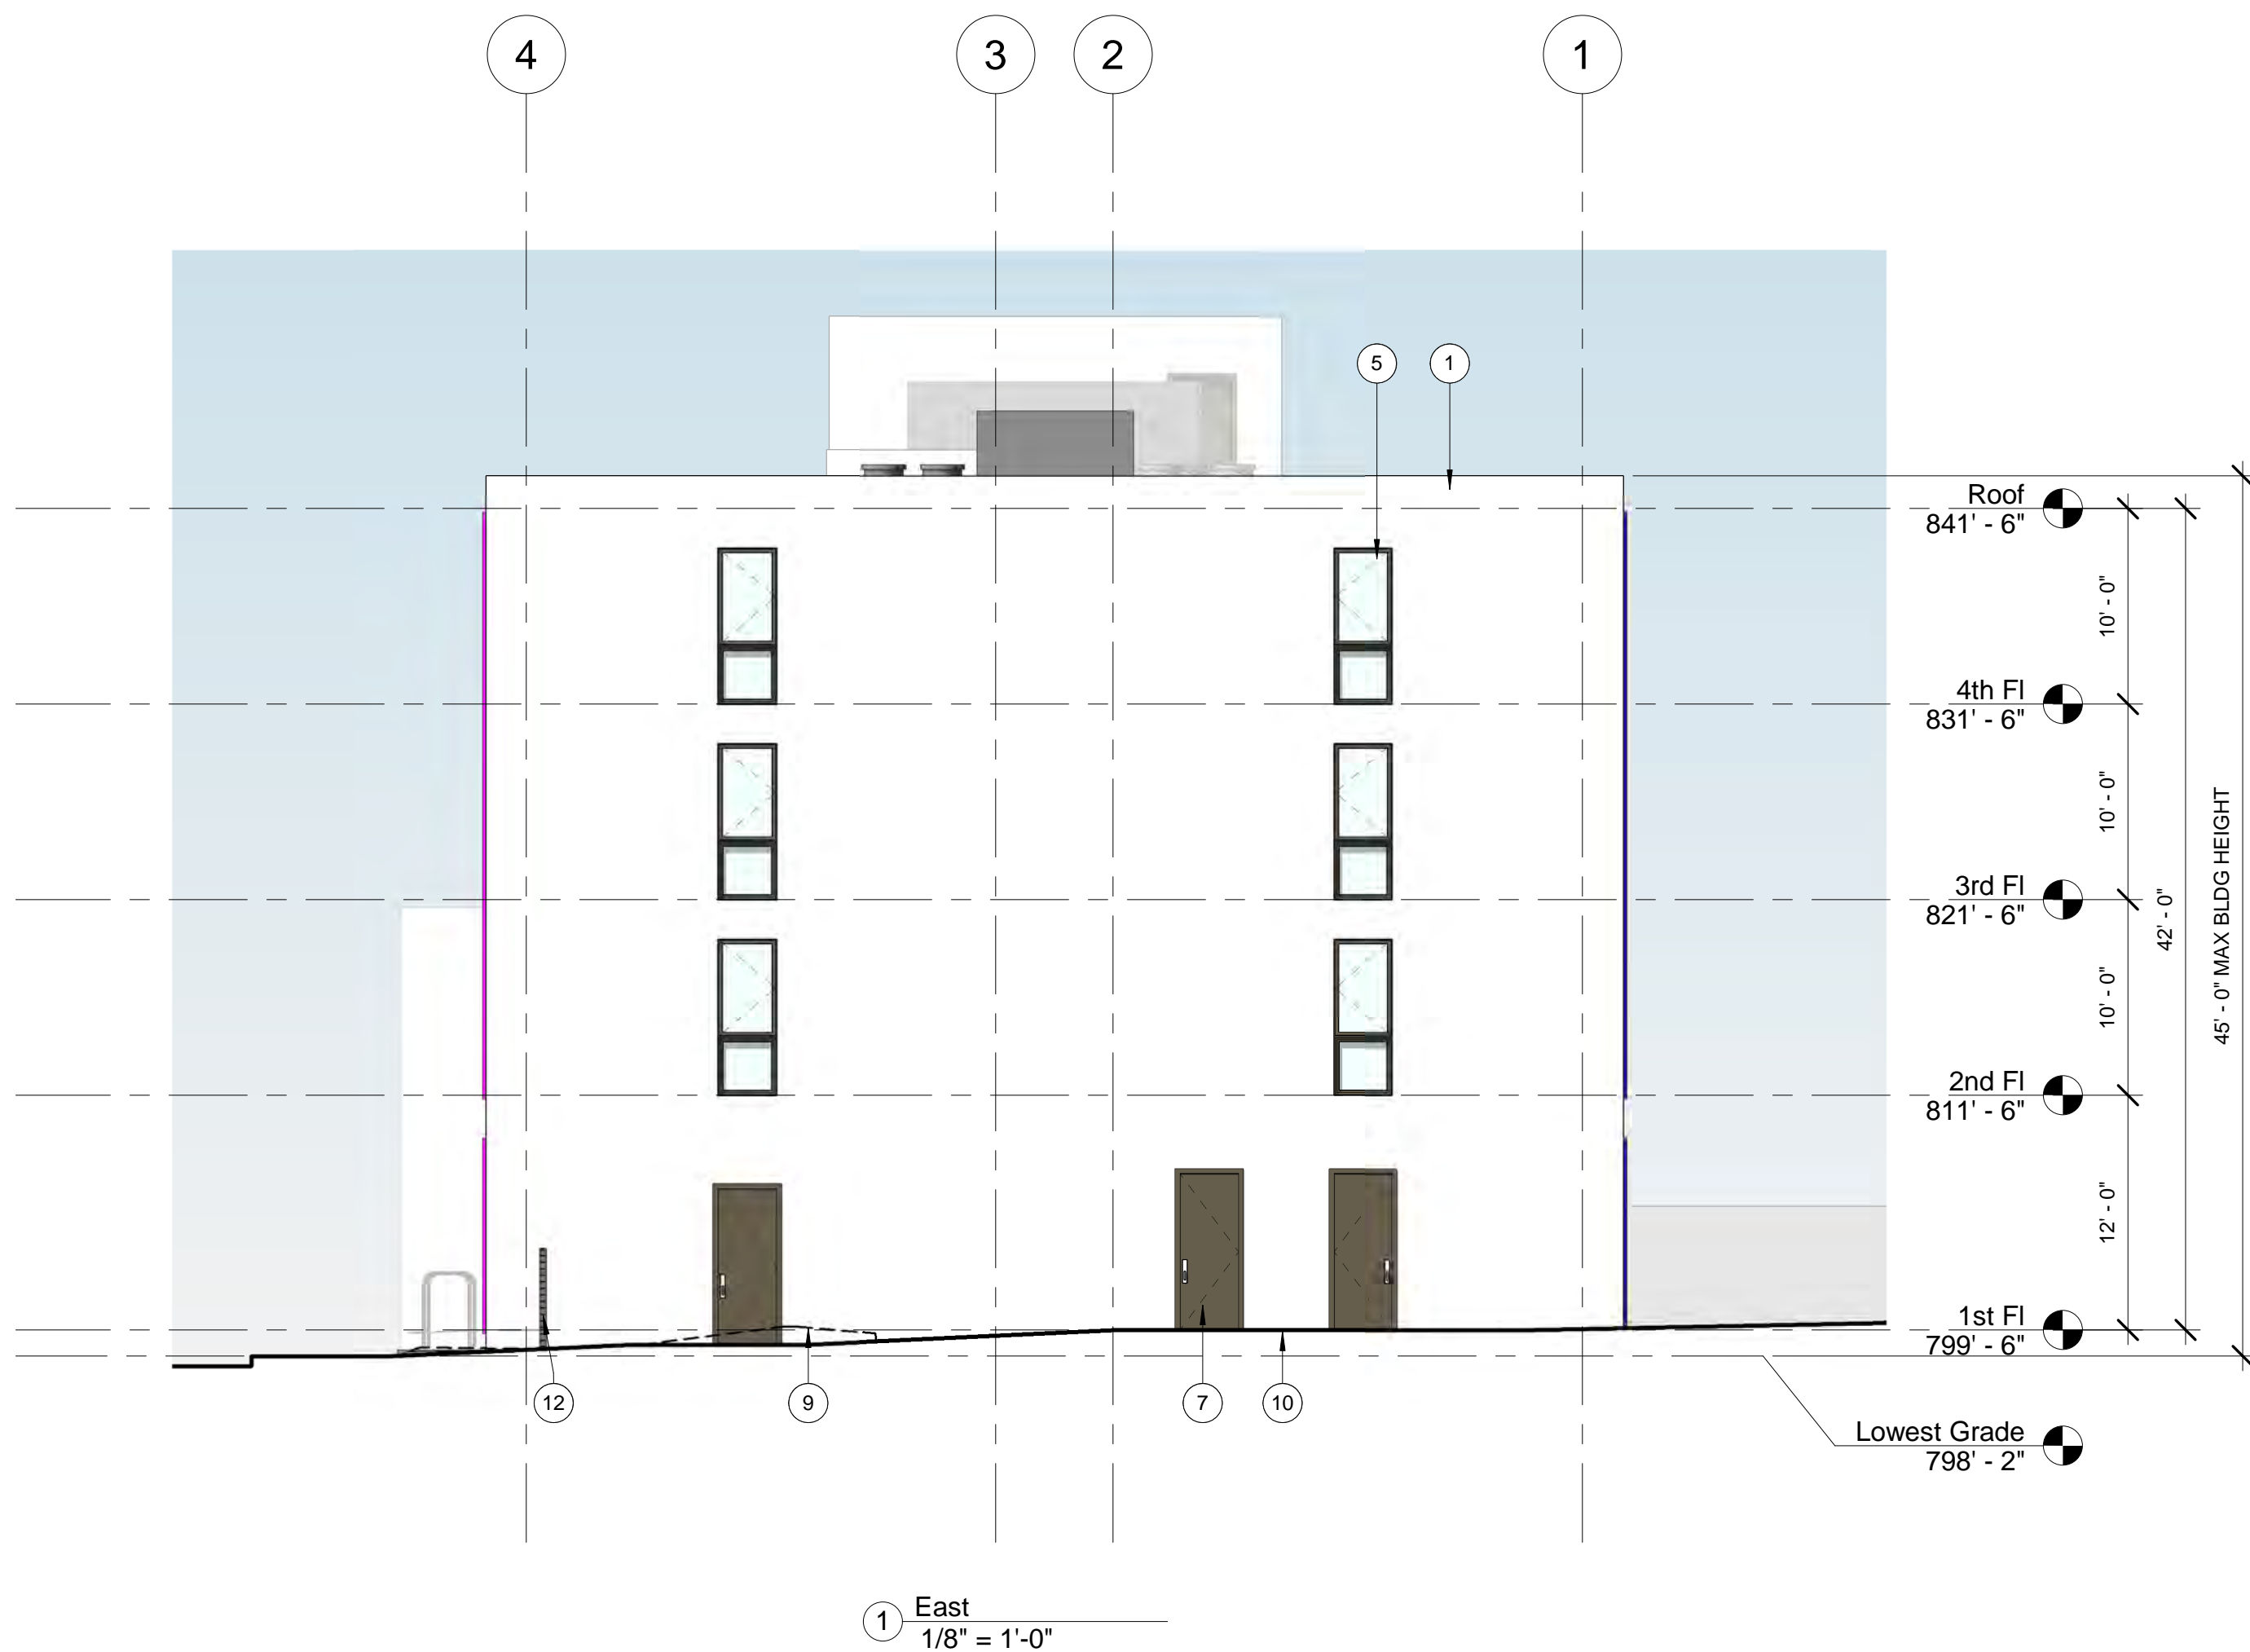 4
3
2
1
5
1
Roof
841' - 6"
10' - 0"
4th Fl
831' - 6"
10' - 0"
3rd Fl
821' - 6"
42' - 0"
45' - 0" MAX BLDG HEIGHT
10' - 0"
2nd Fl
811' - 6"
12' - 0"
1st Fl
799' - 6"
12
9
7
10
Lowest Grade
798' - 2"
1
East
1/8" = 1'-0"